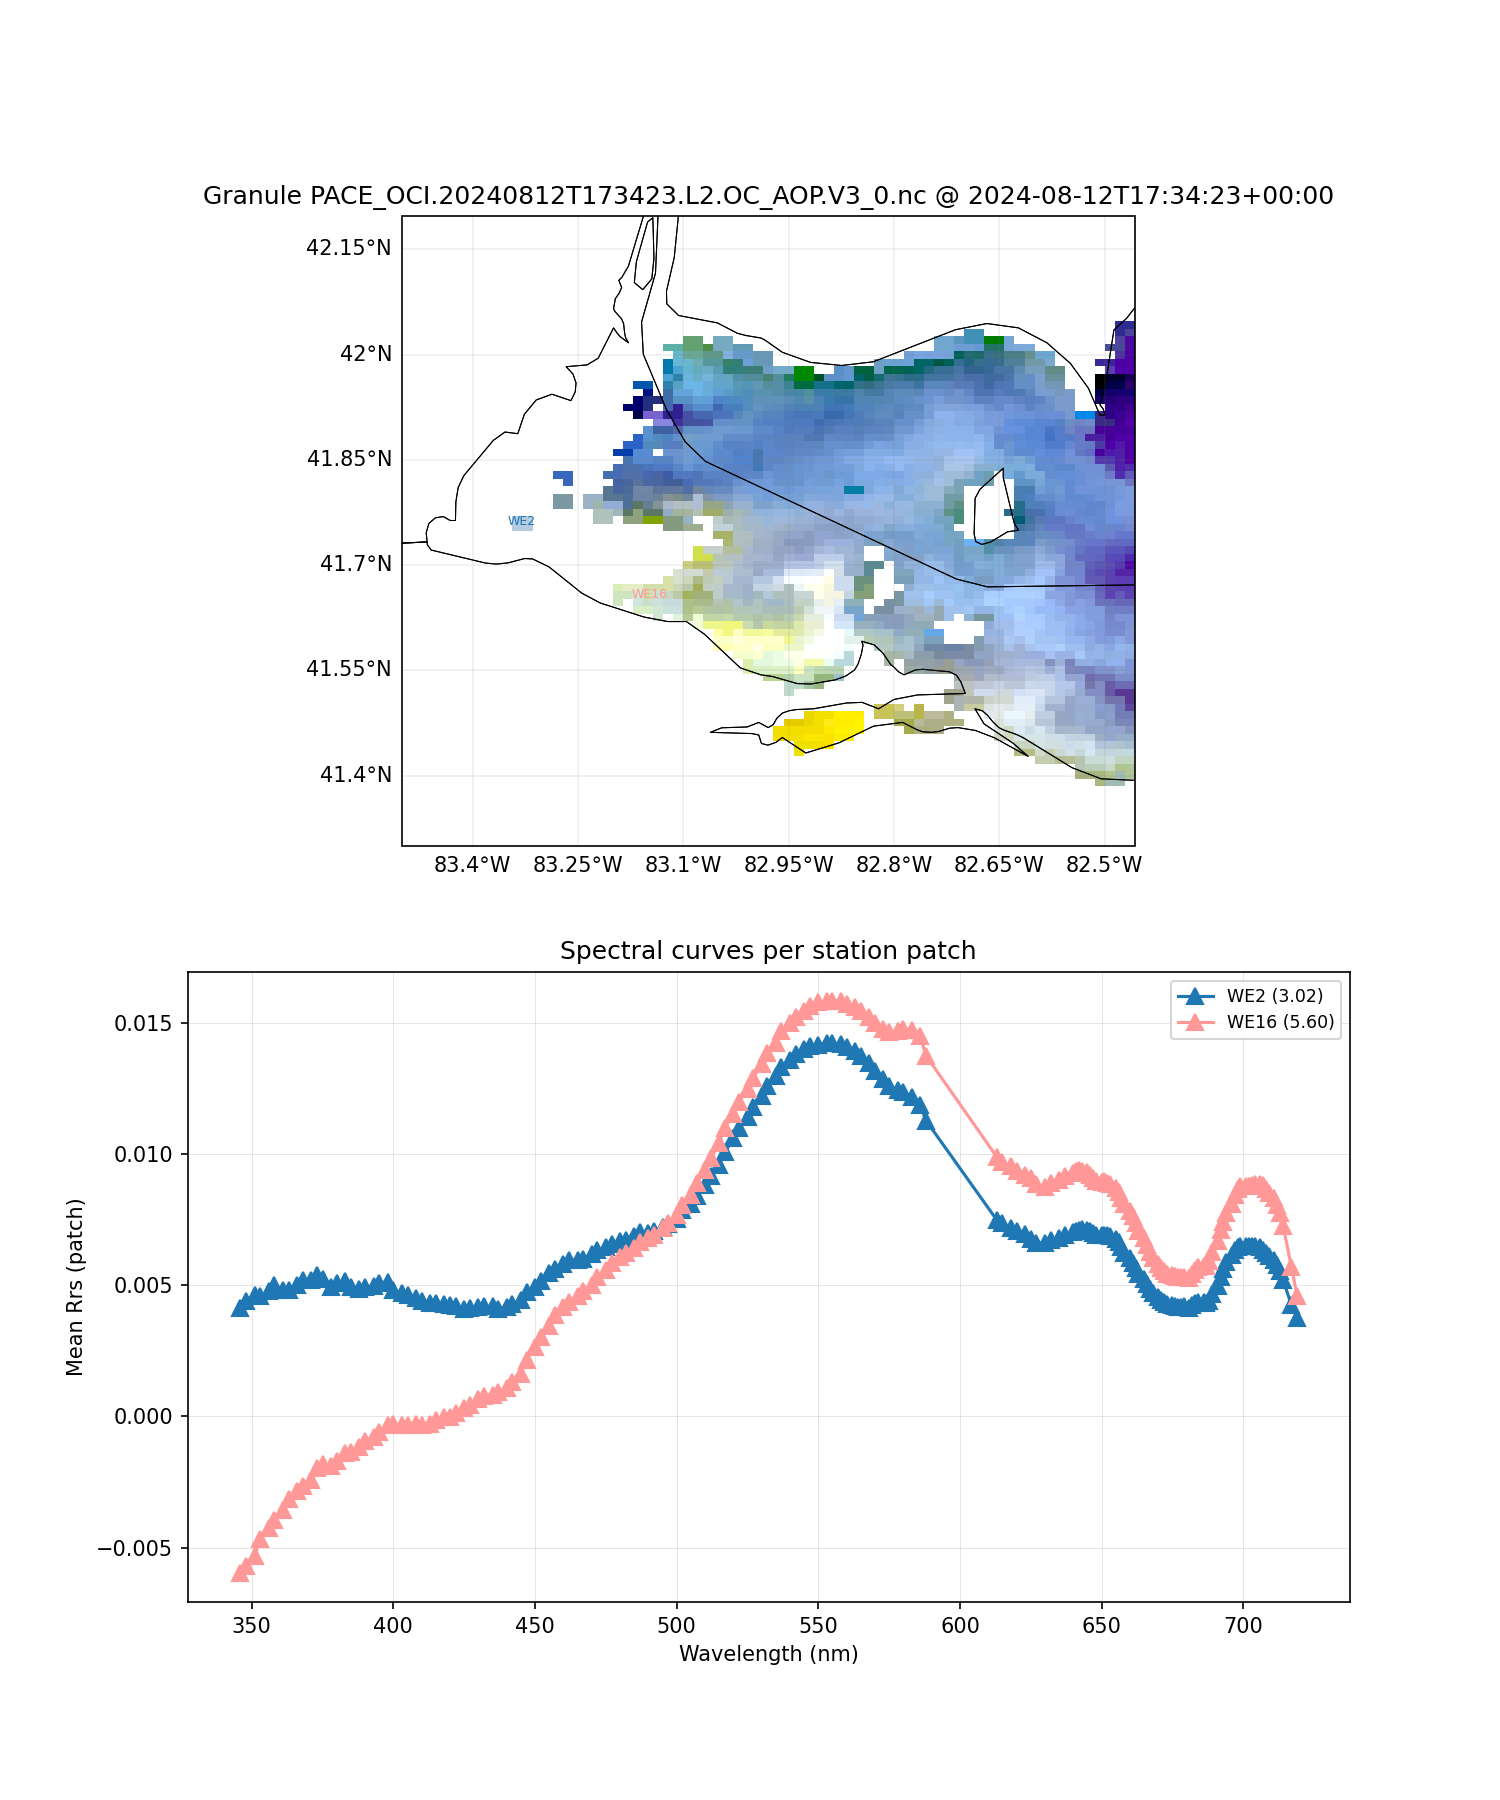 Granule PACE_OCI.20240812T173423.L2.OC_AOP.V3_0.nc @ 2024-08-12T17:34:23+00:00
42.15°N
42°N
41.85°N
41.7°N
41.55°N
41.4°N
WE2
WE16
83.4°W 83.25°W 83.1°W 82.95°W 82.8°W 82.65°W 82.5°W
Spectral curves per station patch
WE2 (3.02)
WE16 (5.60)
Mean Rrs (patch)
0.015
0.010
0.005
0.000
−0.005
350 400 450 500 550 600 650 700
Wavelength (nm)